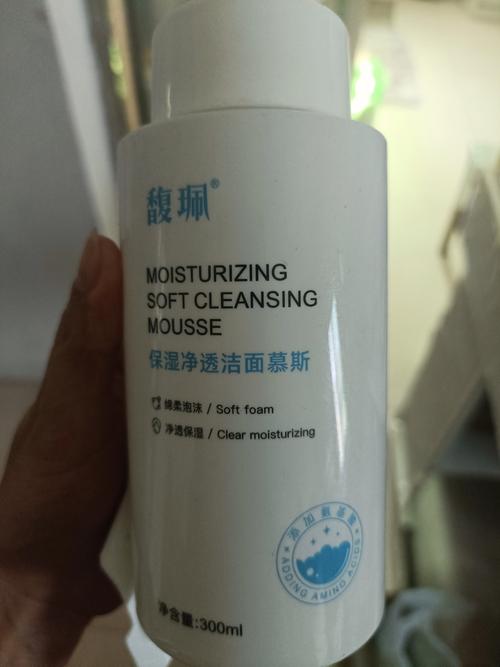 馥珮®
MOISTURIZING
SOFT CLEANSING
MOUSSE
保湿净透洁面慕斯
绵柔泡沫 / Soft foam
净透保湿 / Clear moisturizing
添加氨基酸
ADDING AMINO ACIDS
净含量:300ml